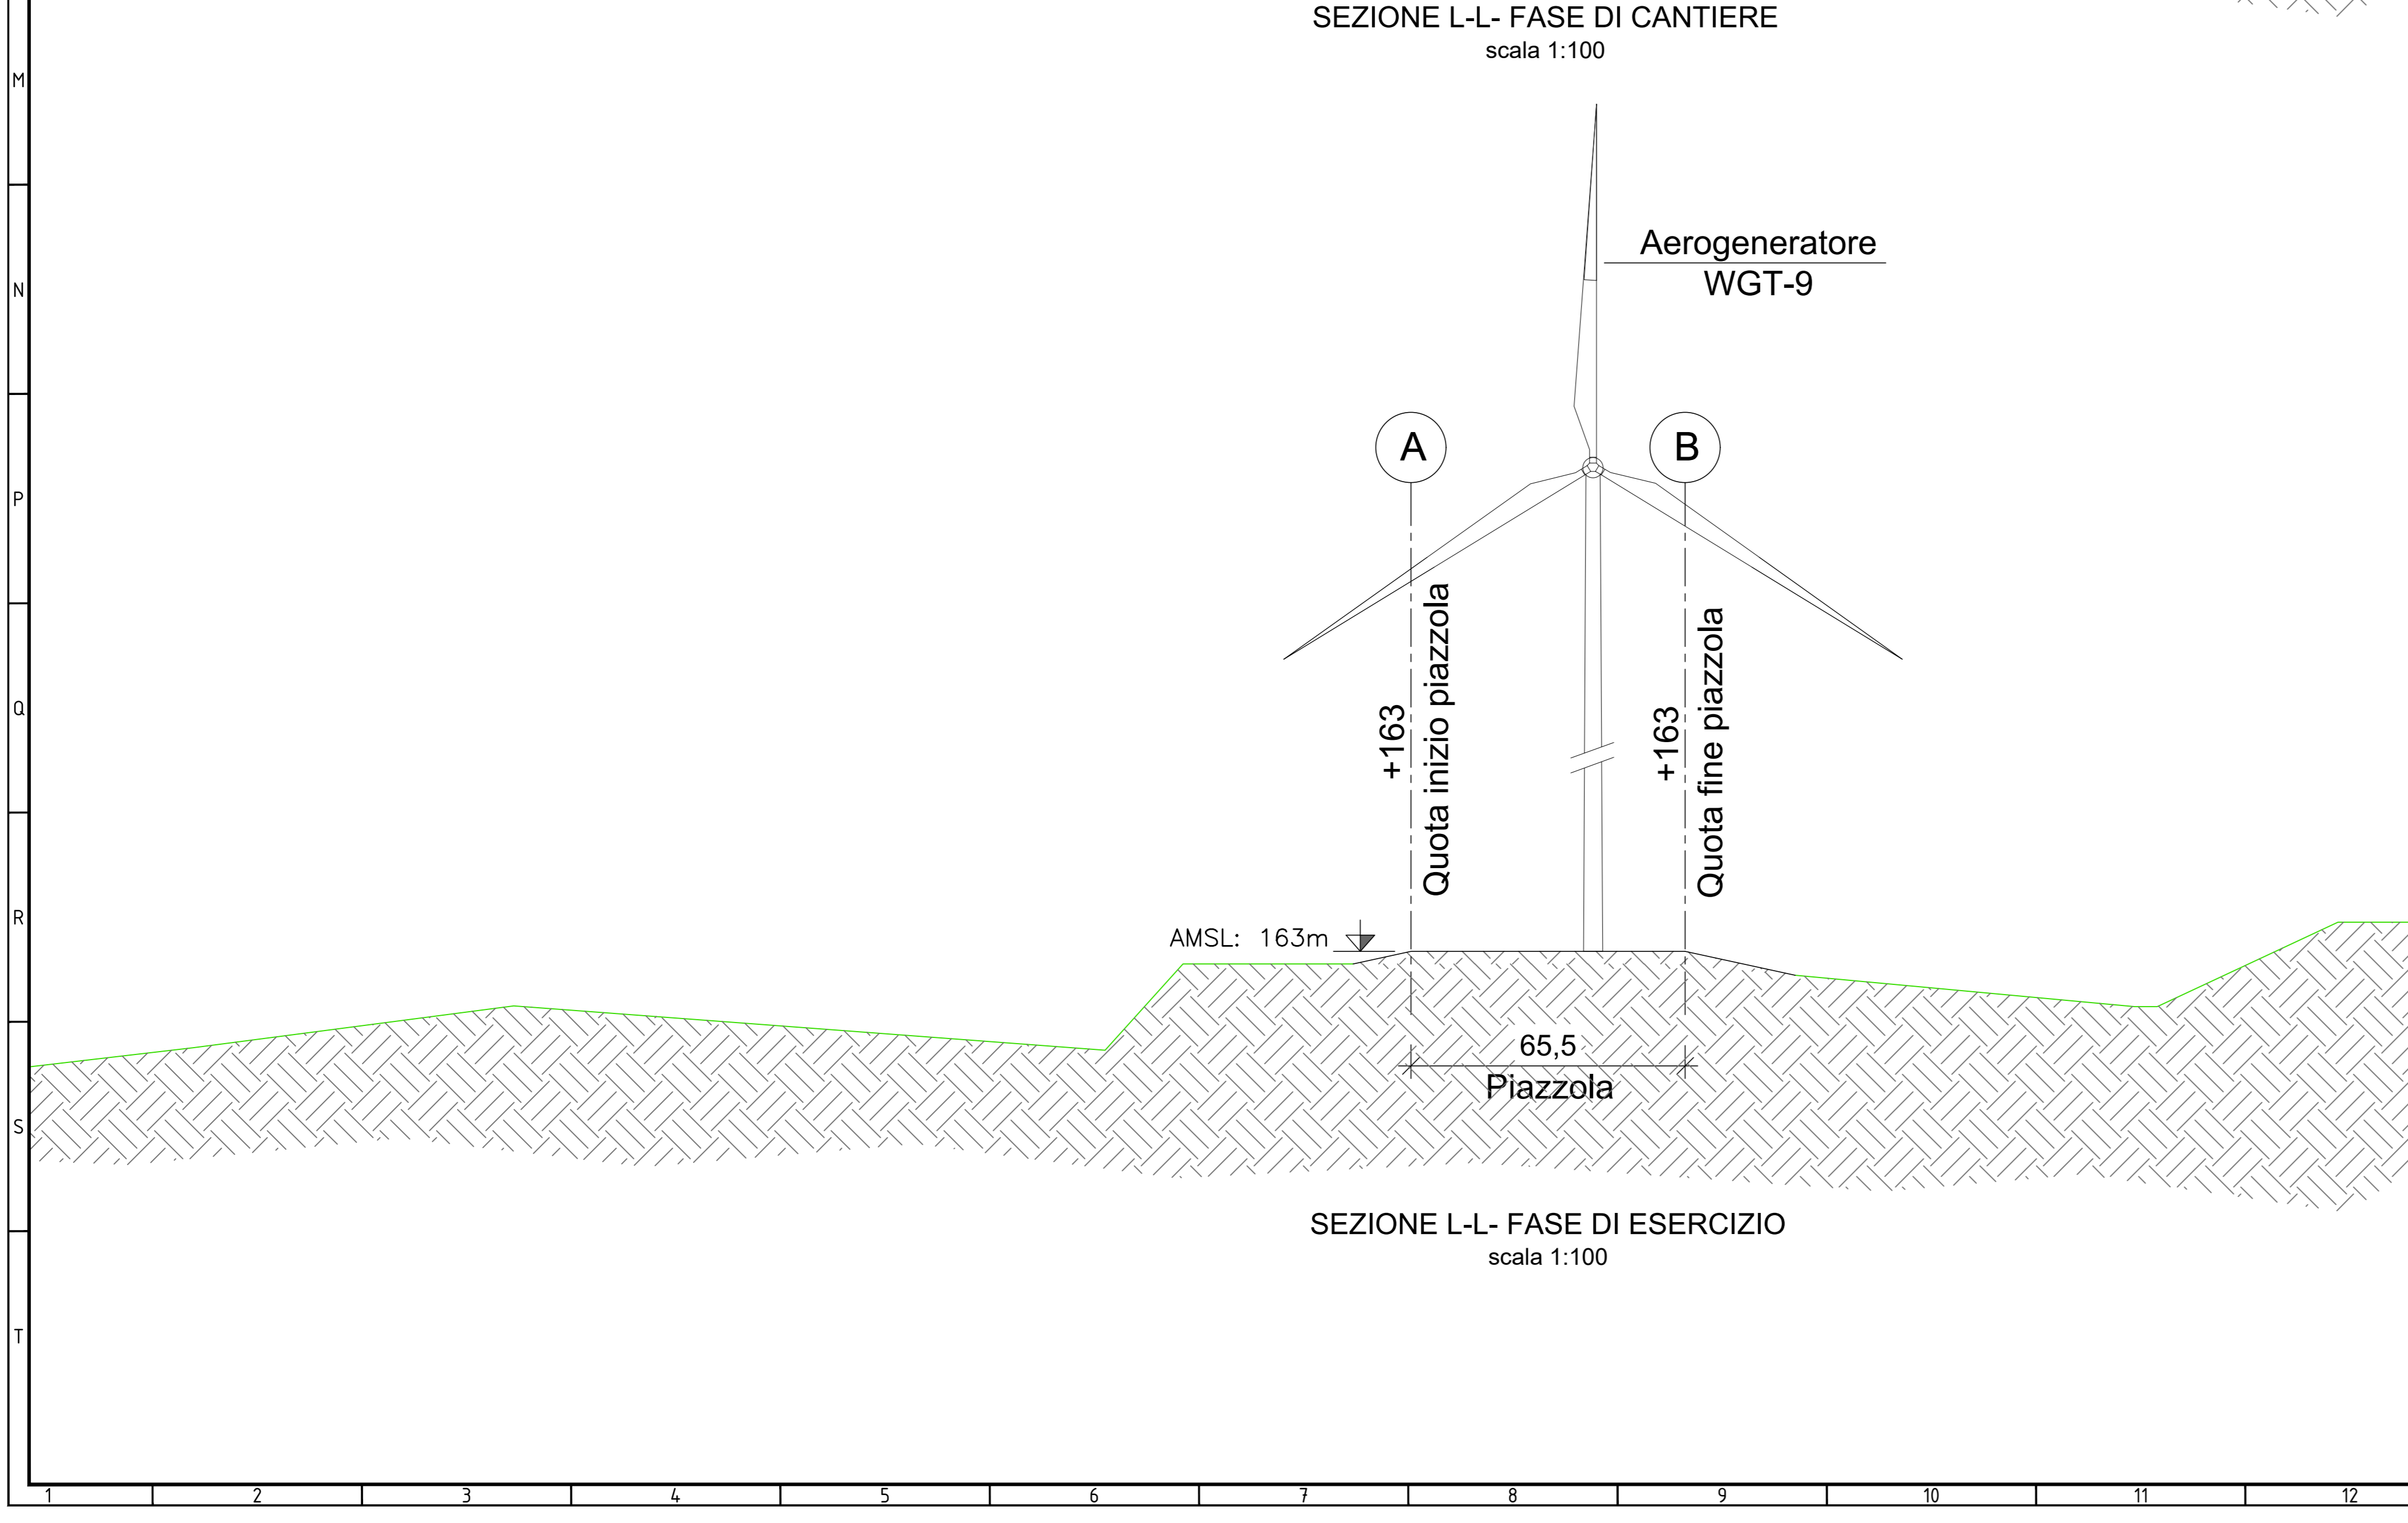 SEZIONE L-L- FASE DI CANTIERE
scala 1:100
M
N
P
Q
R
S
T
Aerogeneratore
WGT-9
A
B
+163
Quota inizio piazzola
+163
Quota fine piazzola
AMSL: 163m
65,5
Piazzola
SEZIONE L-L- FASE DI ESERCIZIO
scala 1:100
1 2 3 4 5 6 7 8 9 10 11 12